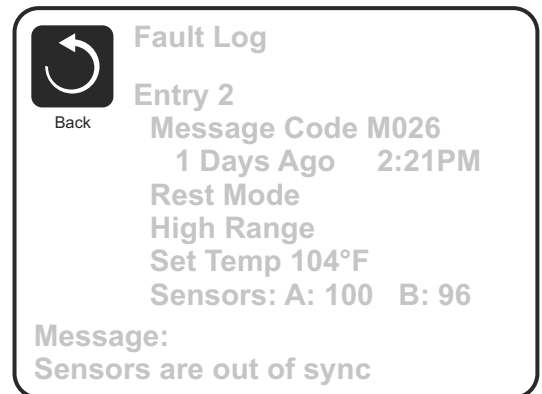 Fault Log
Back
Entry 2
Message Code M026
1 Days Ago 2:21PM
Rest Mode
High Range
Set Temp 104°F
Sensors: A: 100 B: 96
Message:
Sensors are out of sync